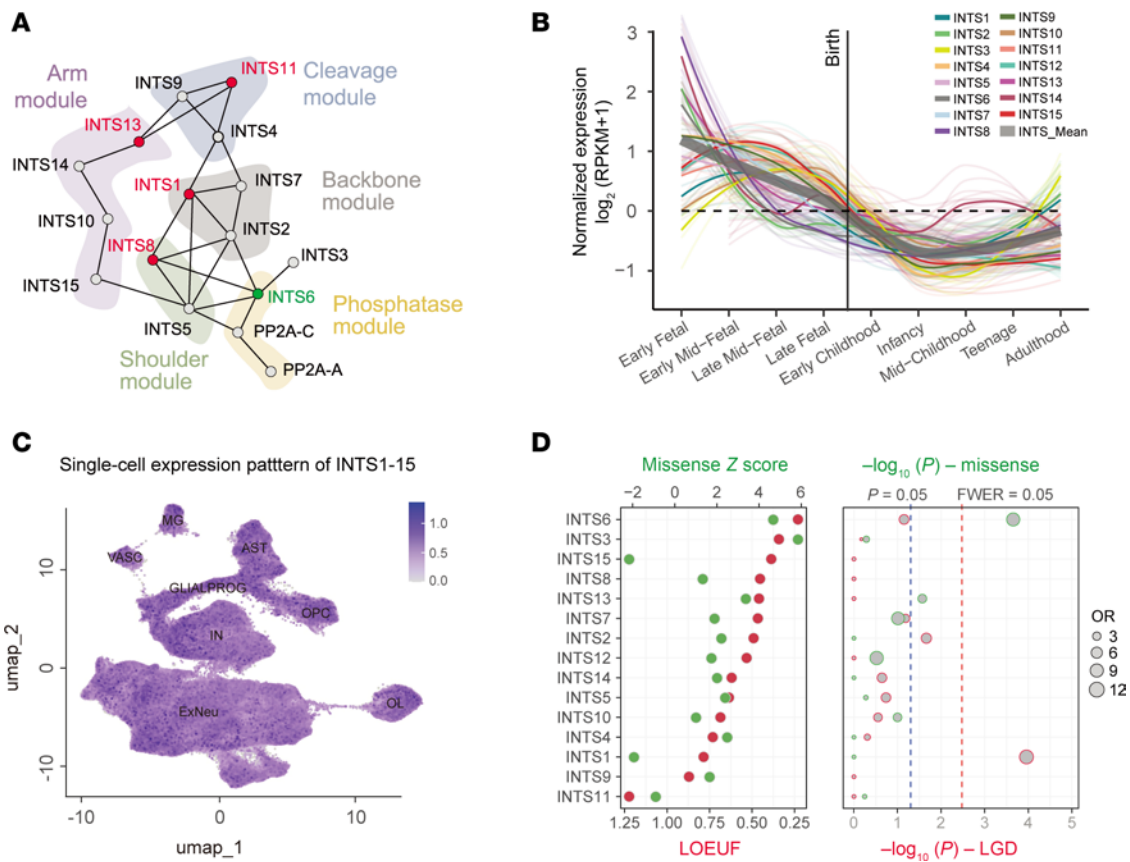 A
Arm
module
INTS9
INTS11
Cleavage
module
INTS13
INTS4
INTS14
INTS1
INTS7
Backbone
module
INTS10
INTS2
INTS8
INTS3
INTS15
INTS6
INTS5
Phosphatase
module
PP2A-C
Shoulder
module
PP2A-A
B
Normalized expression
log2 (RPKM+1)
3
2
1
0
−1
Birth
INTS1
INTS2
INTS3
INTS4
INTS5
INTS6
INTS7
INTS8
INTS9
INTS10
INTS11
INTS12
INTS13
INTS14
INTS15
INTS_Mean
Early Fetal
Early Mid−Fetal
Late Mid−Fetal
Late Fetal
Early Childhood
Infancy
Mid−Childhood
Teenage
Adulthood
C
Single-cell expression patttern of INTS1-15
MG
VASC
AST
GLIALPROG
OPC
IN
ExNeu
OL
1.0
0.5
0.0
umap_2
10
0
-10
-10
0
10
umap_1
D
Missense Z score
−2 0 2 4 6
INTS6
INTS3
INTS15
INTS8
INTS13
INTS7
INTS2
INTS12
INTS14
INTS5
INTS10
INTS4
INTS1
INTS9
INTS11
1.25 1.00 0.75 0.50 0.25
LOEUF
−log10 (P) − missense
P = 0.05 FWER = 0.05
0 1 2 3 4 5
−log10 (P) − LGD
OR
3
6
9
12